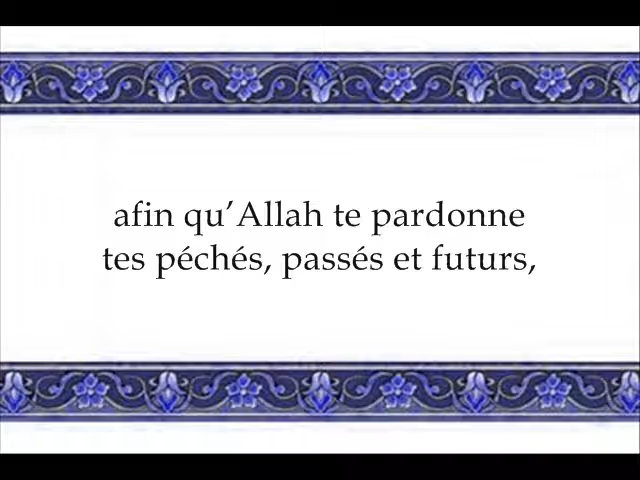 afin qu’Allah te pardonne
tes péchés, passés et futurs,